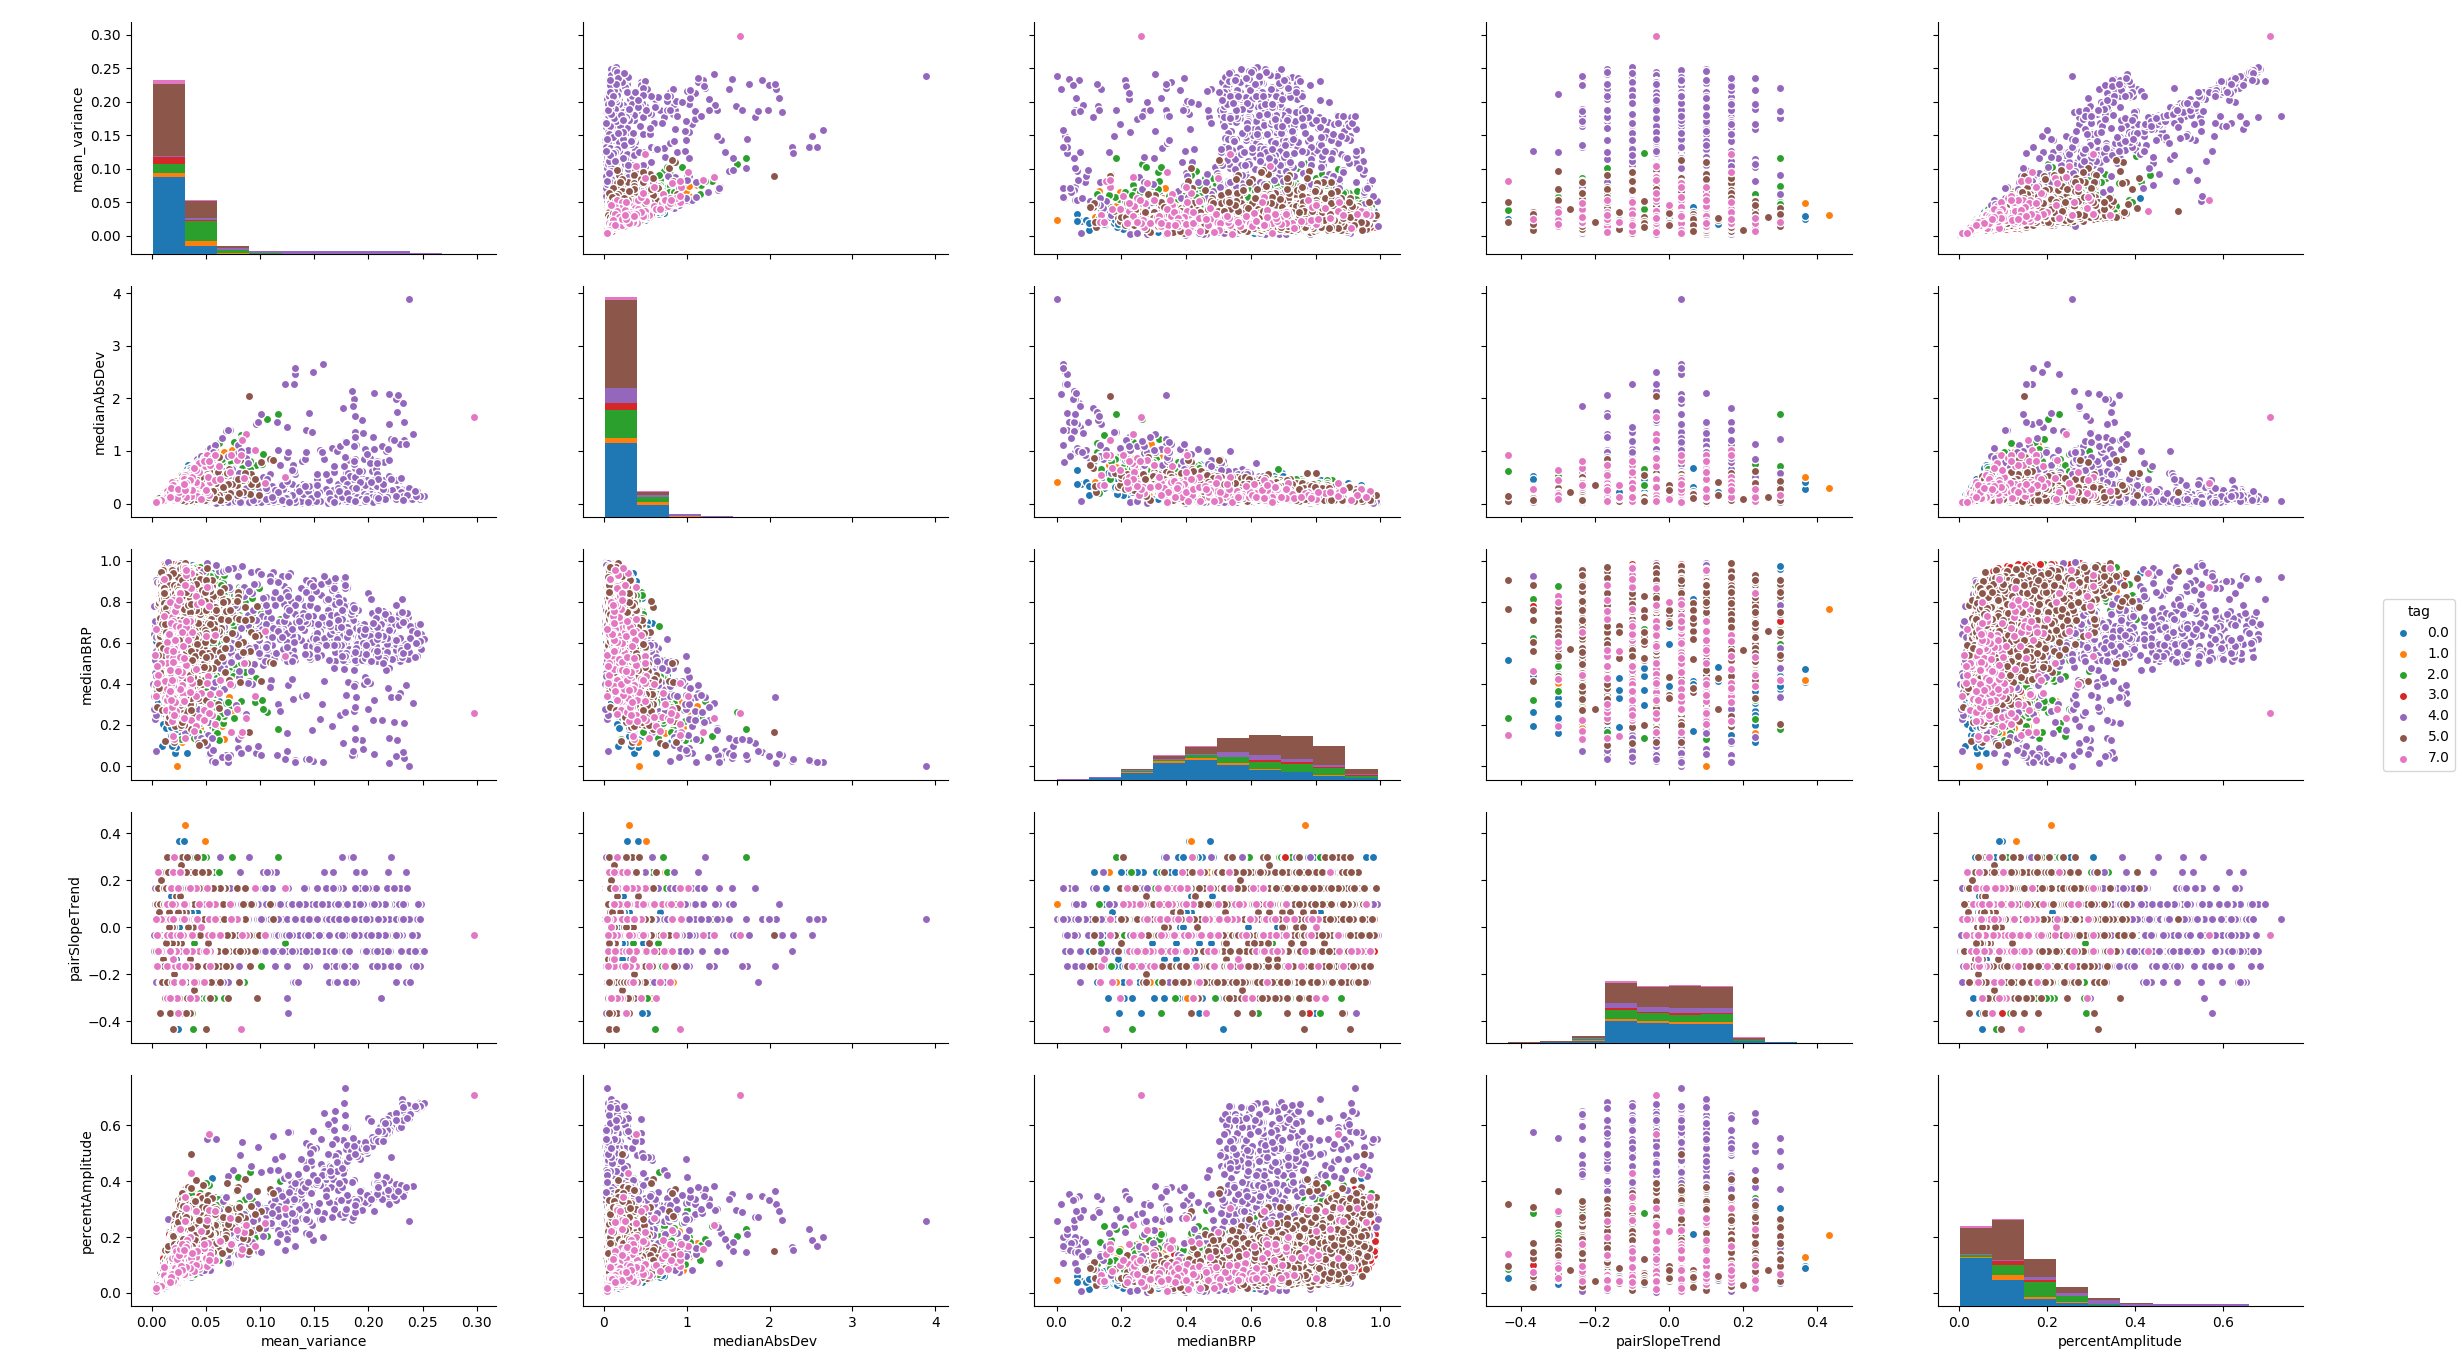 0.30
0.25
0.20
0.15
0.10
0.05
0.00
mean_variance
4
3
2
1
0
medianAbsDev
1.0
0.8
0.6
0.4
0.2
0.0
medianBRP
tag
0.0
1.0
2.0
3.0
4.0
5.0
7.0
0.4
0.2
0.0
−0.2
−0.4
pairSlopeTrend
0.6
0.4
0.2
0.0
percentAmplitude
0.00 0.05 0.10 0.15 0.20 0.25 0.30
mean_variance
0 1 2 3 4
medianAbsDev
0.0 0.2 0.4 0.6 0.8 1.0
medianBRP
−0.4 −0.2 0.0 0.2 0.4
pairSlopeTrend
0.0 0.2 0.4 0.6
percentAmplitude